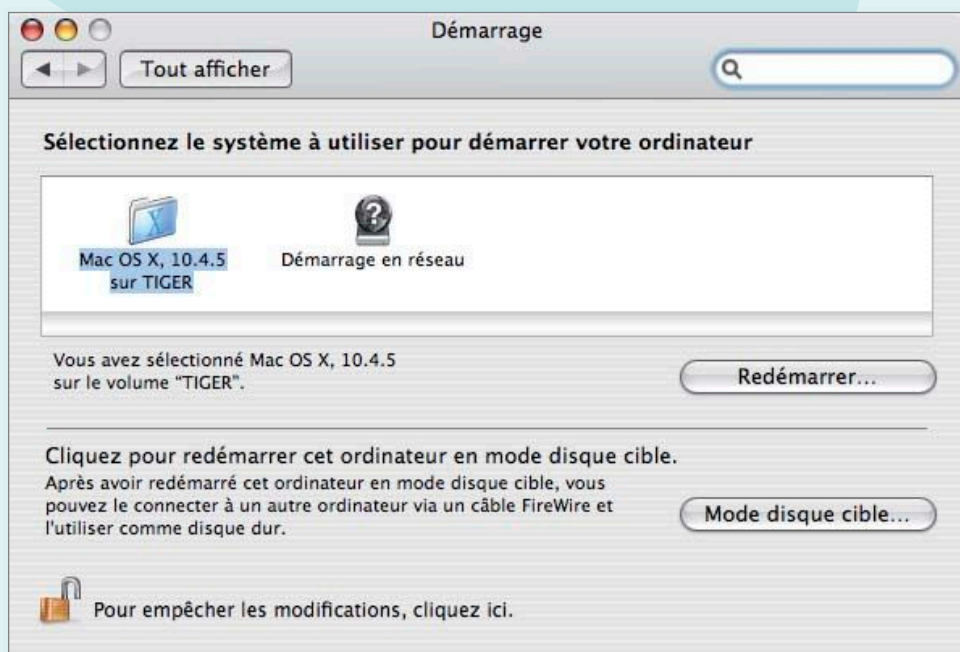 Démarrage
Tout afficher
Sélectionnez le système à utiliser pour démarrer votre ordinateur
Mac OS X, 10.4.5
sur TIGER
Démarrage en réseau
Vous avez sélectionné Mac OS X, 10.4.5
sur le volume “TIGER”.
Redémarrer...
Cliquez pour redémarrer cet ordinateur en mode disque cible.
Après avoir redémarré cet ordinateur en mode disque cible, vous
pouvez le connecter à un autre ordinateur via un câble FireWire et
l'utiliser comme disque dur.
Mode disque cible...
Pour empêcher les modifications, cliquez ici.